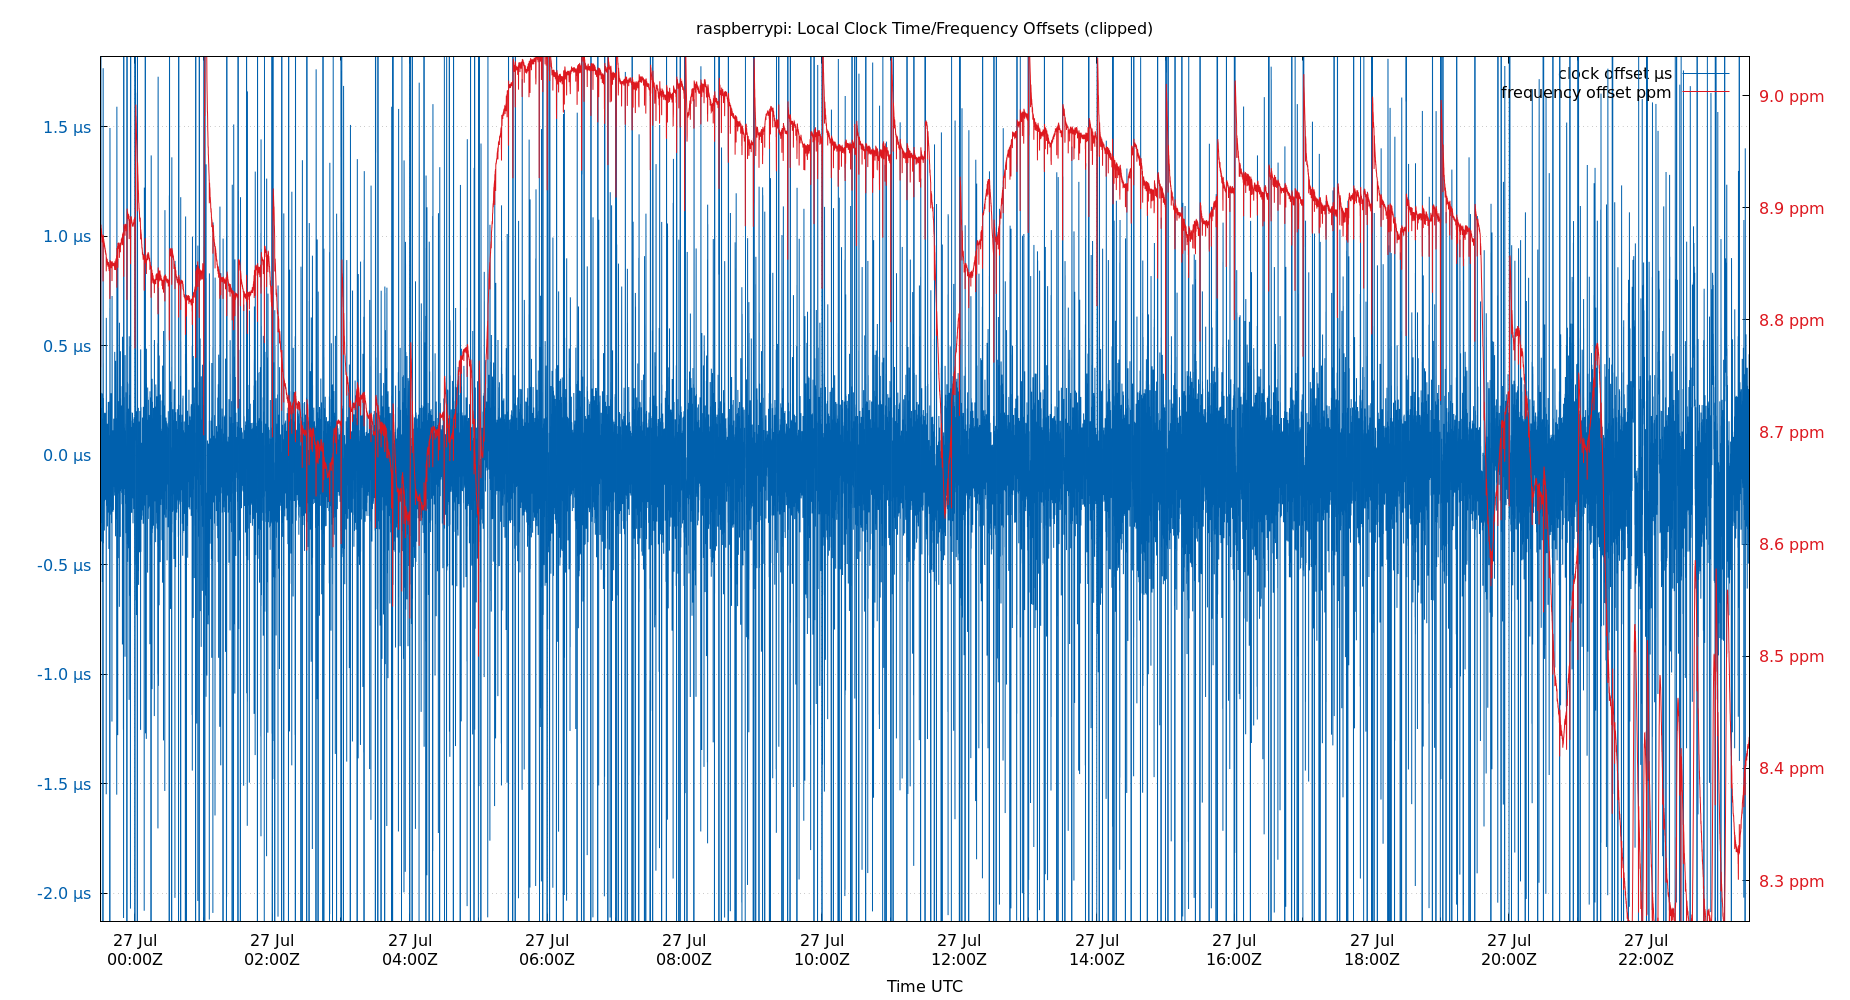 raspberrypi: Local Clock Time/Frequency Offsets (clipped)
clock offset µs
frequency offset ppm
1.5 µs
1.0 µs
0.5 µs
0.0 µs
-0.5 µs
-1.0 µs
-1.5 µs
-2.0 µs
9.0 ppm
8.9 ppm
8.8 ppm
8.7 ppm
8.6 ppm
8.5 ppm
8.4 ppm
8.3 ppm
27 Jul 27 Jul 27 Jul 27 Jul 27 Jul 27 Jul 27 Jul 27 Jul 27 Jul 27 Jul 27 Jul 27 Jul
00:00Z 02:00Z 04:00Z 06:00Z 08:00Z 10:00Z 12:00Z 14:00Z 16:00Z 18:00Z 20:00Z 22:00Z
Time UTC